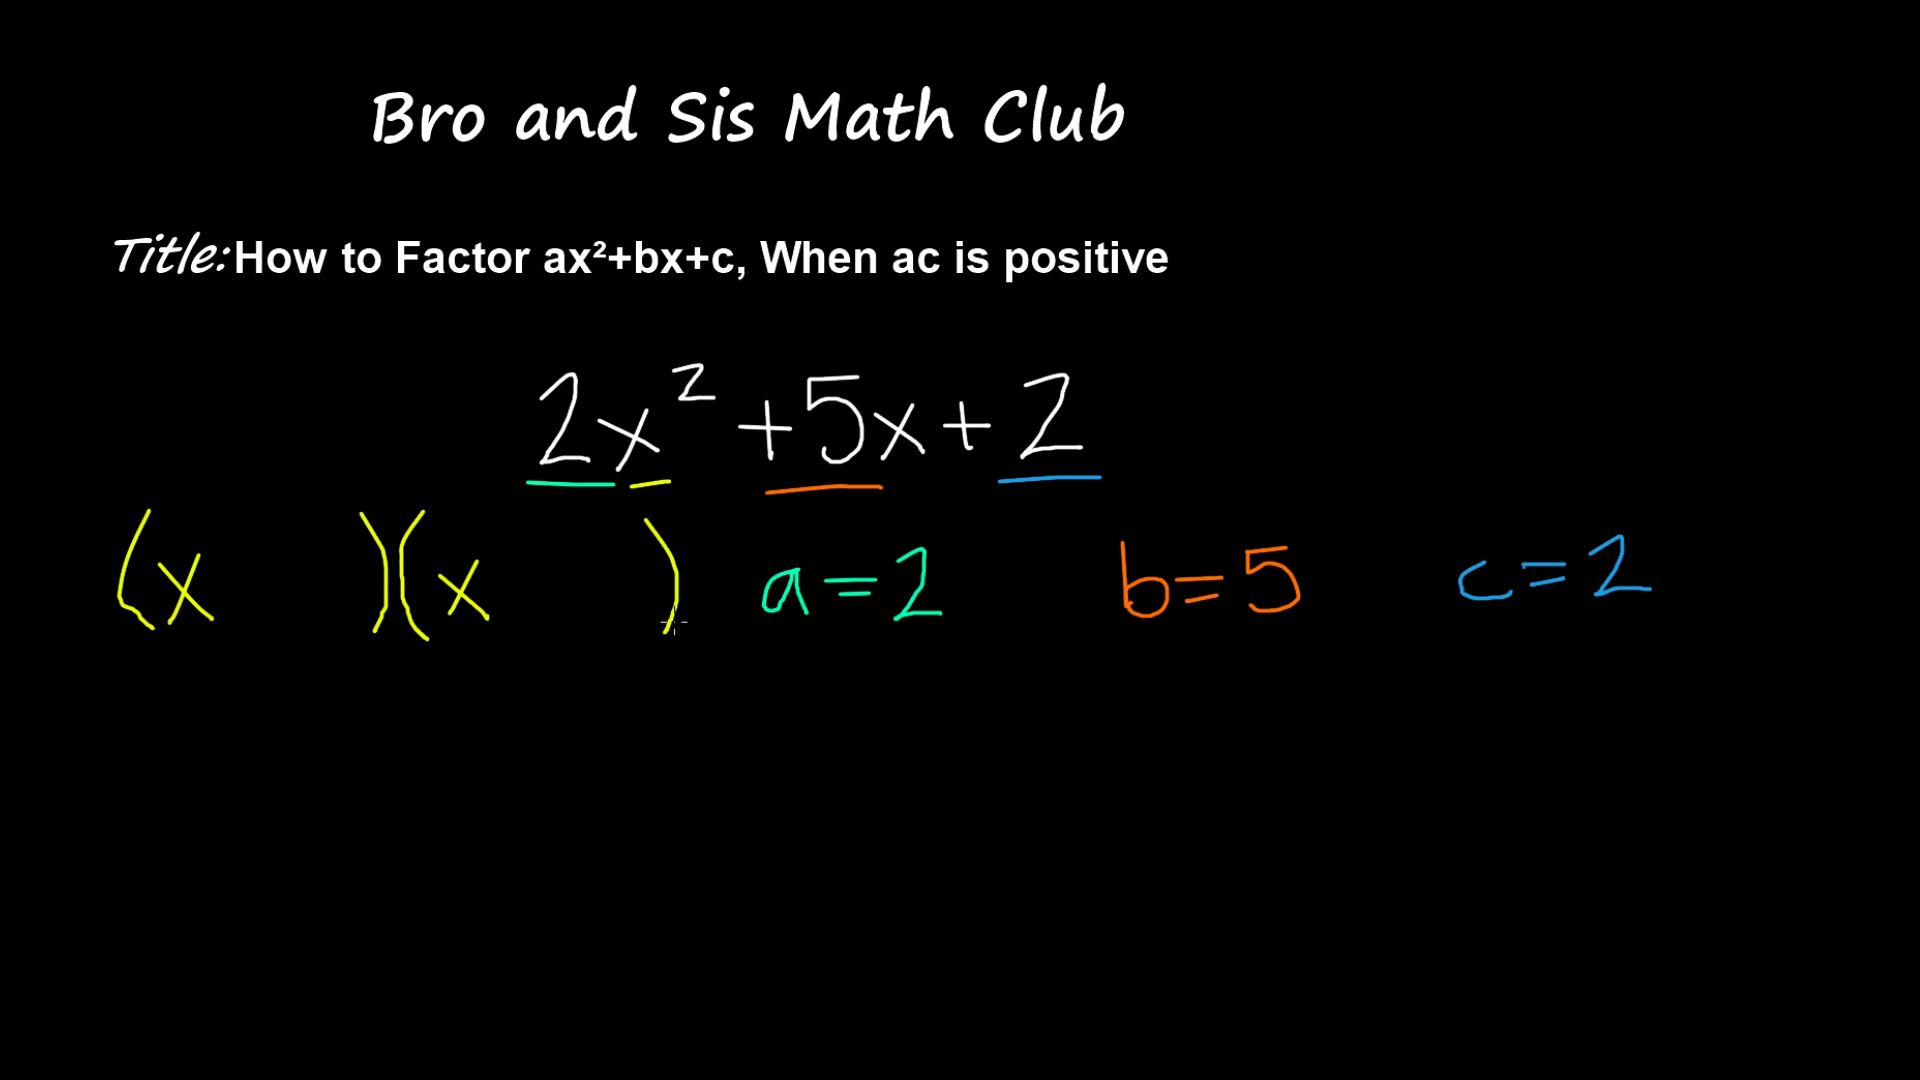 Bro and Sis Math Club
Title: How to Factor ax²+bx+c, When ac is positive
2x² +5x+2
(x )(x ) a=2 b=5 c=2